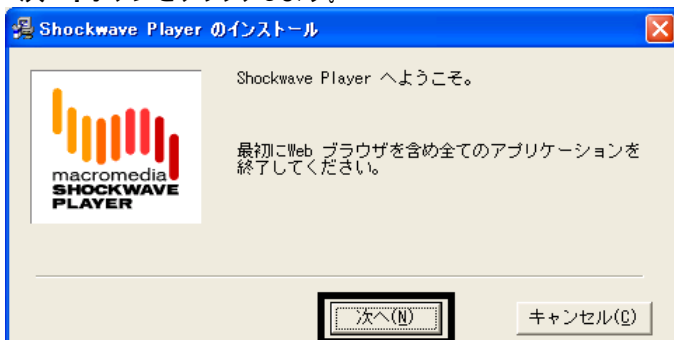 Shockwave Player のインストール
Shockwave Player へようこそ。
最初にWeb ブラウザを含め全てのアプリケーションを
終了してください。
macromedia
SHOCKWAVE
PLAYER
次へ(N)
キャンセル(C)